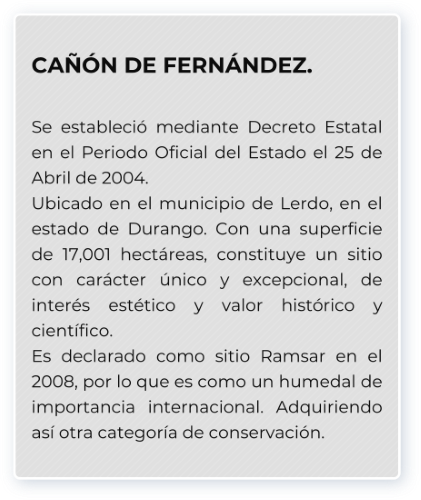 CAÑÓN DE FERNÁNDEZ.
Se estableció mediante Decreto Estatal
en el Periodo Oficial del Estado el 25 de
Abril de 2004.
Ubicado en el municipio de Lerdo, en el
estado de Durango. Con una superficie
de 17,001 hectáreas, constituye un sitio
con carácter único y excepcional, de
interés estético y valor histórico y
científico.
Es declarado como sitio Ramsar en el
2008, por lo que es como un humedal de
importancia internacional. Adquiriendo
así otra categoría de conservación.